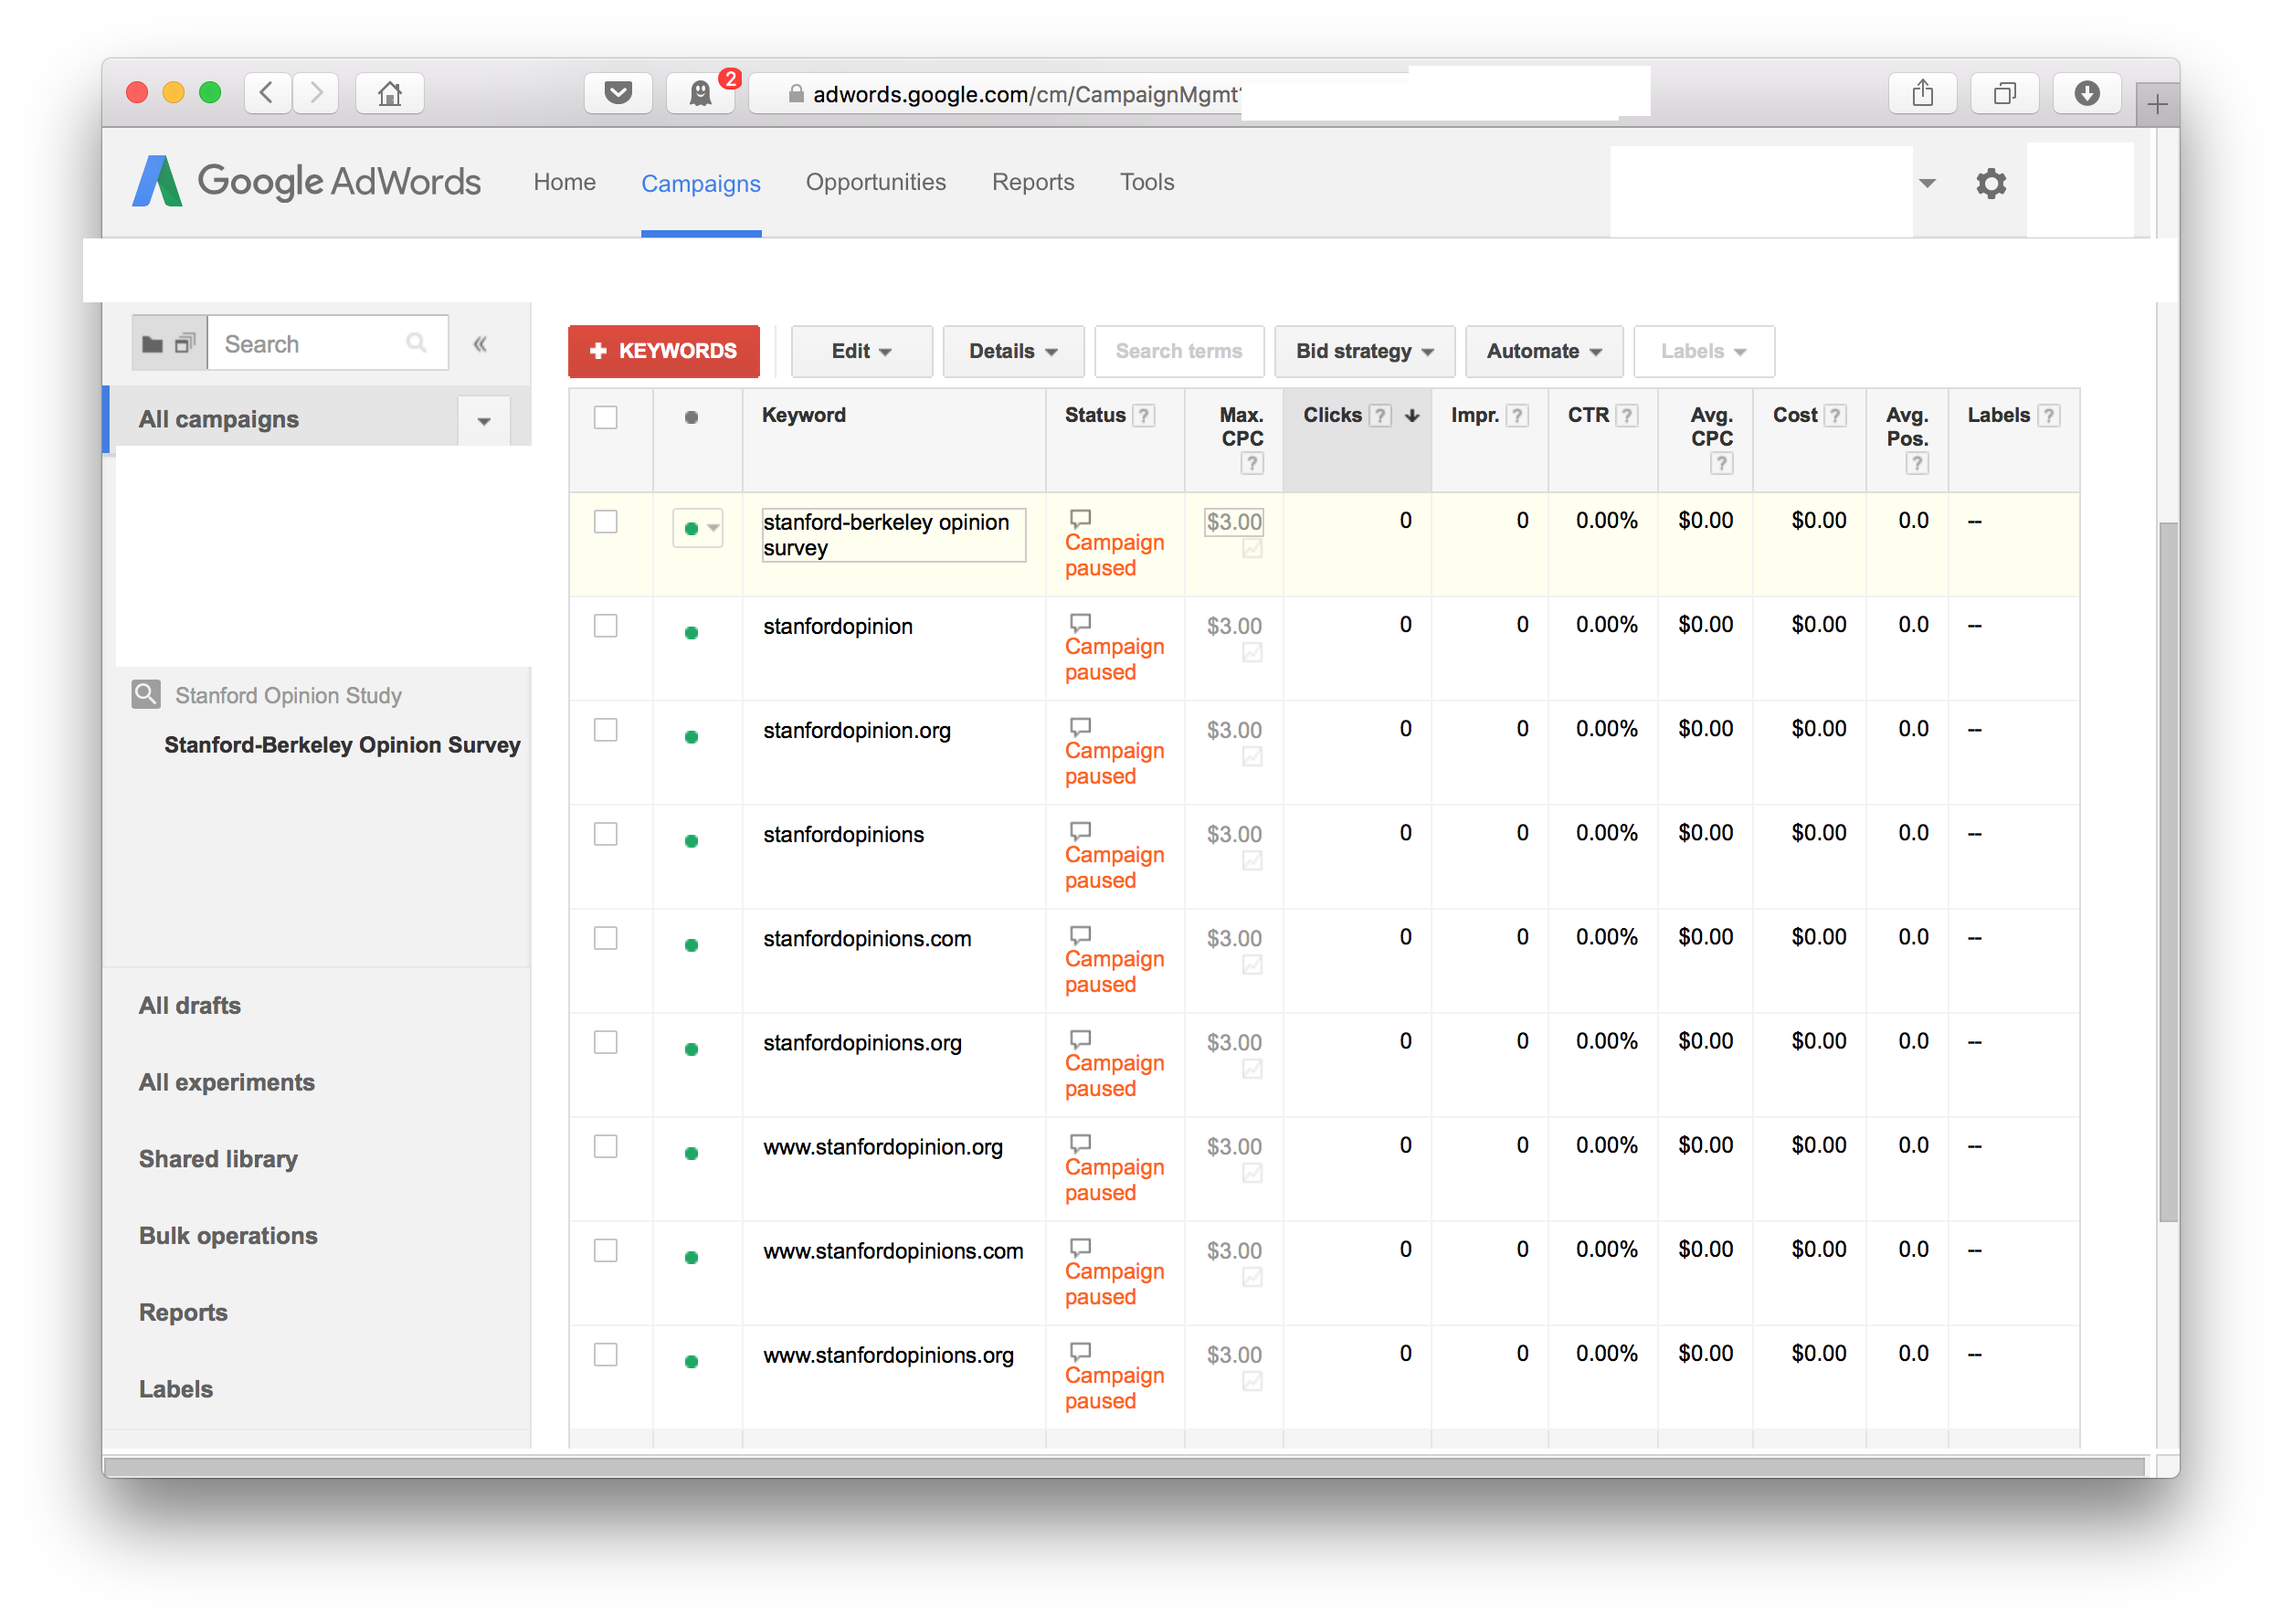 2
adwords.google.com/cm/CampaignMgmt
Google AdWords Home Campaigns Opportunities Reports Tools
Search «
+ KEYWORDS Edit Details Search terms Bid strategy Automate Labels
All campaigns
Keyword Status ? Max. CPC ? Clicks ? Impr. ? CTR ? Avg. CPC ? Cost ? Avg. Pos. ? Labels ?
stanford-berkeley opinion survey Campaign paused $3.00 0 0 0.00% $0.00 $0.00 0.0 --
stanfordopinion Campaign paused $3.00 0 0 0.00% $0.00 $0.00 0.0 --
Stanford Opinion Study
Stanford-Berkeley Opinion Survey
stanfordopinion.org Campaign paused $3.00 0 0 0.00% $0.00 $0.00 0.0 --
stanfordopinions Campaign paused $3.00 0 0 0.00% $0.00 $0.00 0.0 --
stanfordopinions.com Campaign paused $3.00 0 0 0.00% $0.00 $0.00 0.0 --
stanfordopinions.org Campaign paused $3.00 0 0 0.00% $0.00 $0.00 0.0 --
www.stanfordopinion.org Campaign paused $3.00 0 0 0.00% $0.00 $0.00 0.0 --
www.stanfordopinions.com Campaign paused $3.00 0 0 0.00% $0.00 $0.00 0.0 --
www.stanfordopinions.org Campaign paused $3.00 0 0 0.00% $0.00 $0.00 0.0 --
All drafts
All experiments
Shared library
Bulk operations
Reports
Labels